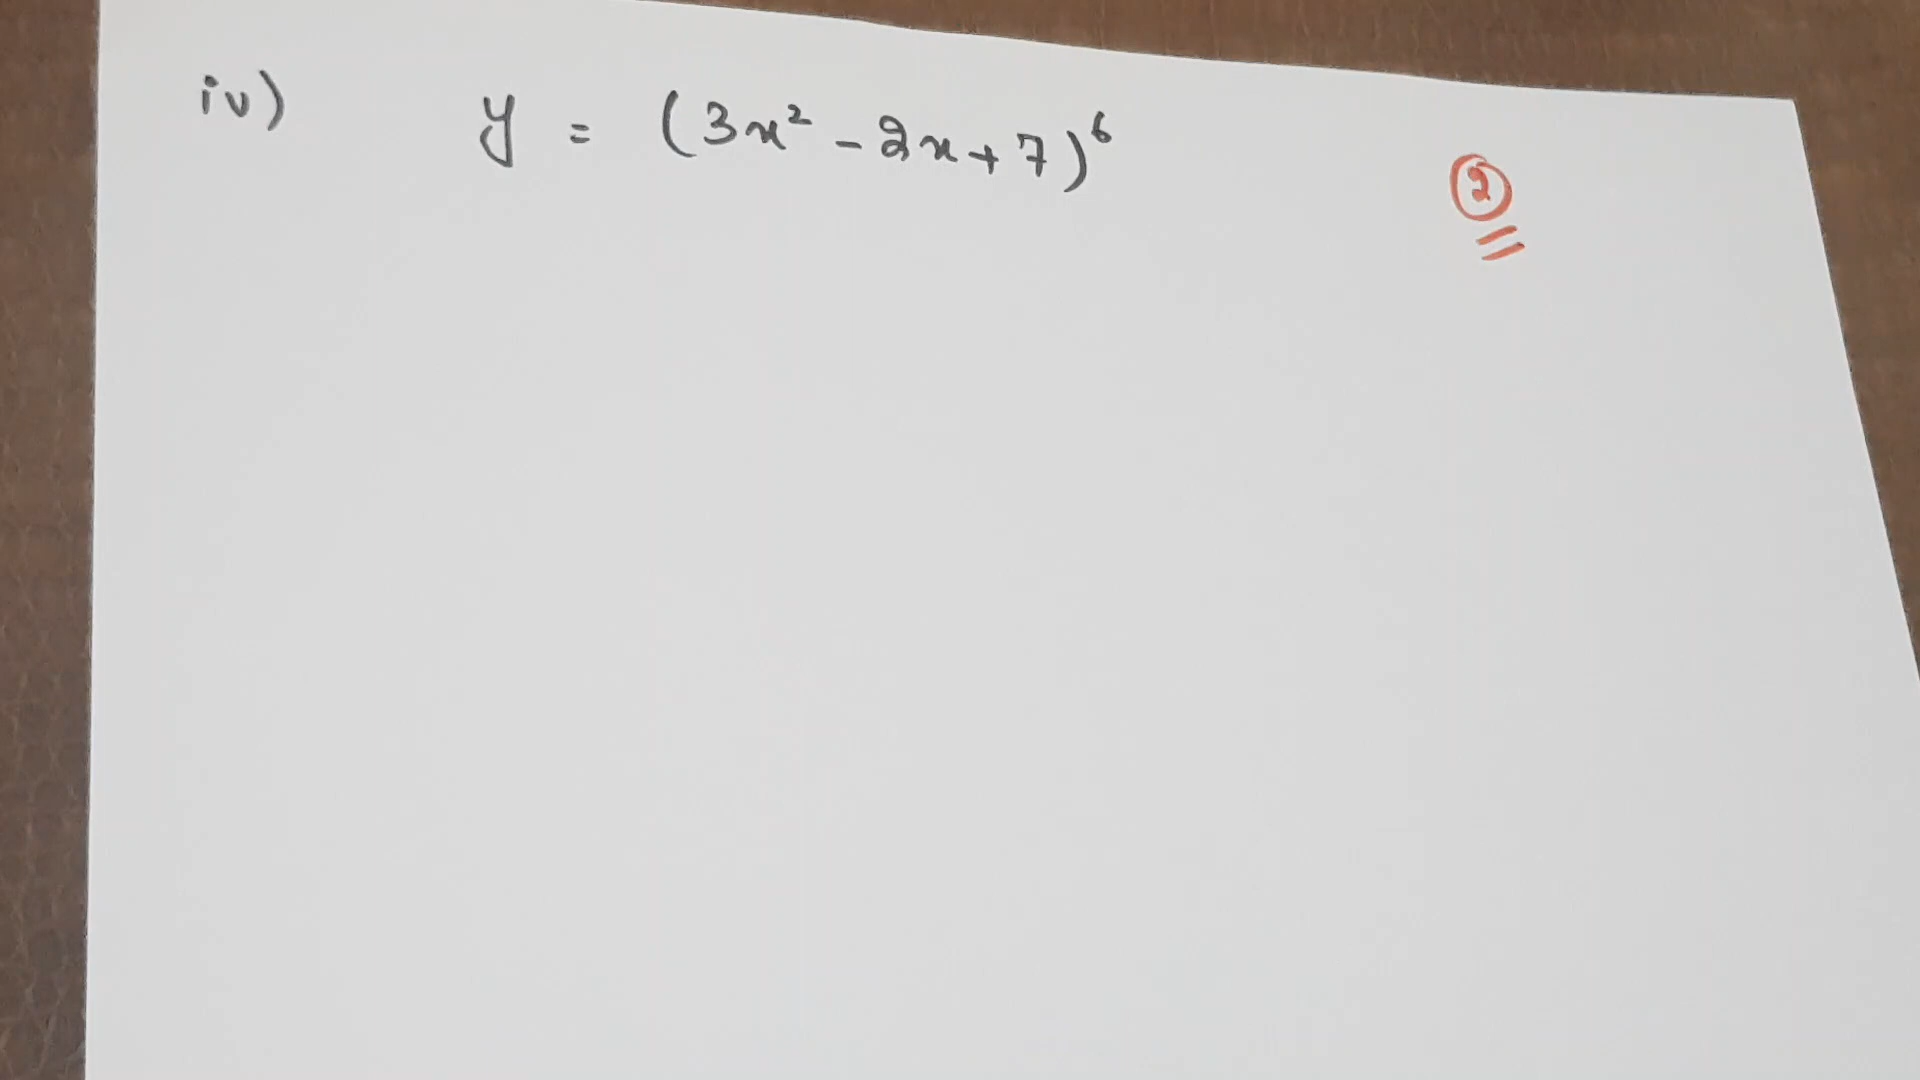 iv) y = (3x² - 2x + 7)⁶
2